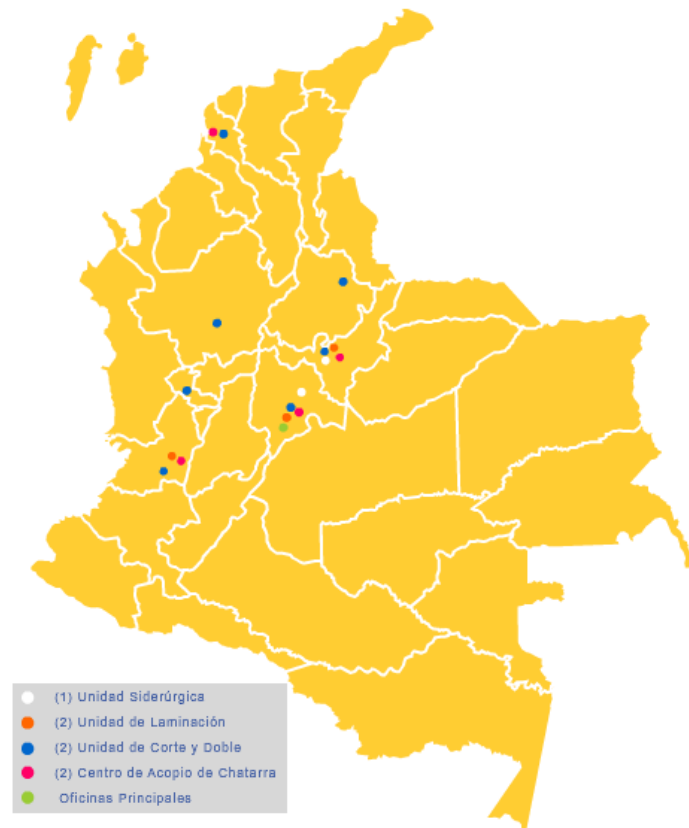 (1) Unidad Siderúrgica
(2) Unidad de Laminación
(2) Unidad de Corte y Doble
(2) Centro de Acopio de Chatarra
Oficinas Principales